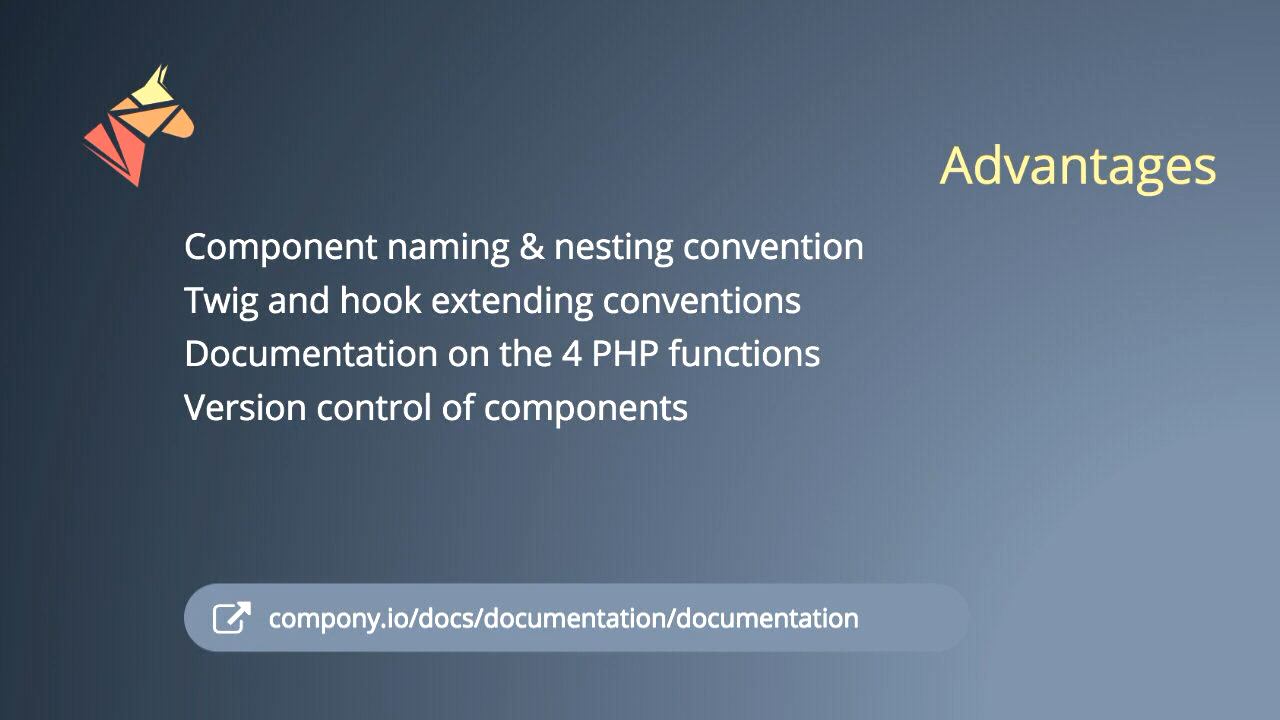 Advantages
Component naming & nesting convention
Twig and hook extending conventions
Documentation on the 4 PHP functions
Version control of components
compony.io/docs/documentation/documentation